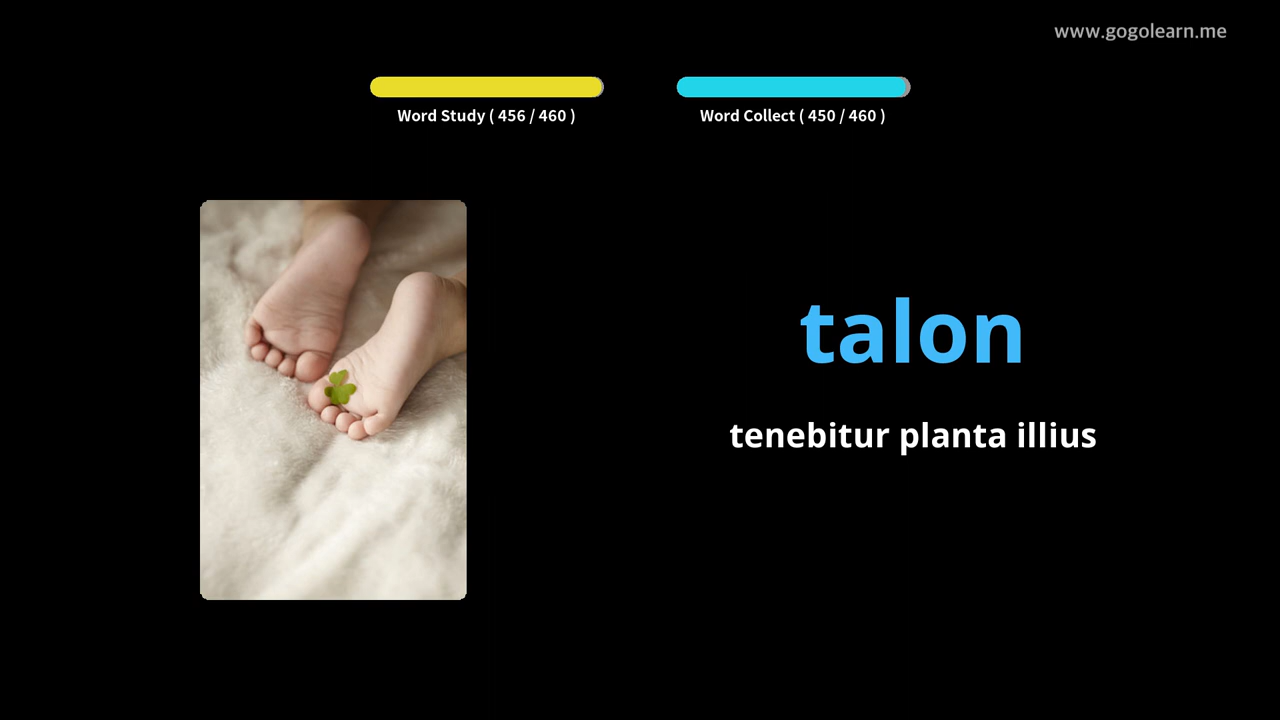 www.gogolearn.me
Word Study ( 456 / 460 )
Word Collect ( 450 / 460 )
talon
tenebitur planta illius